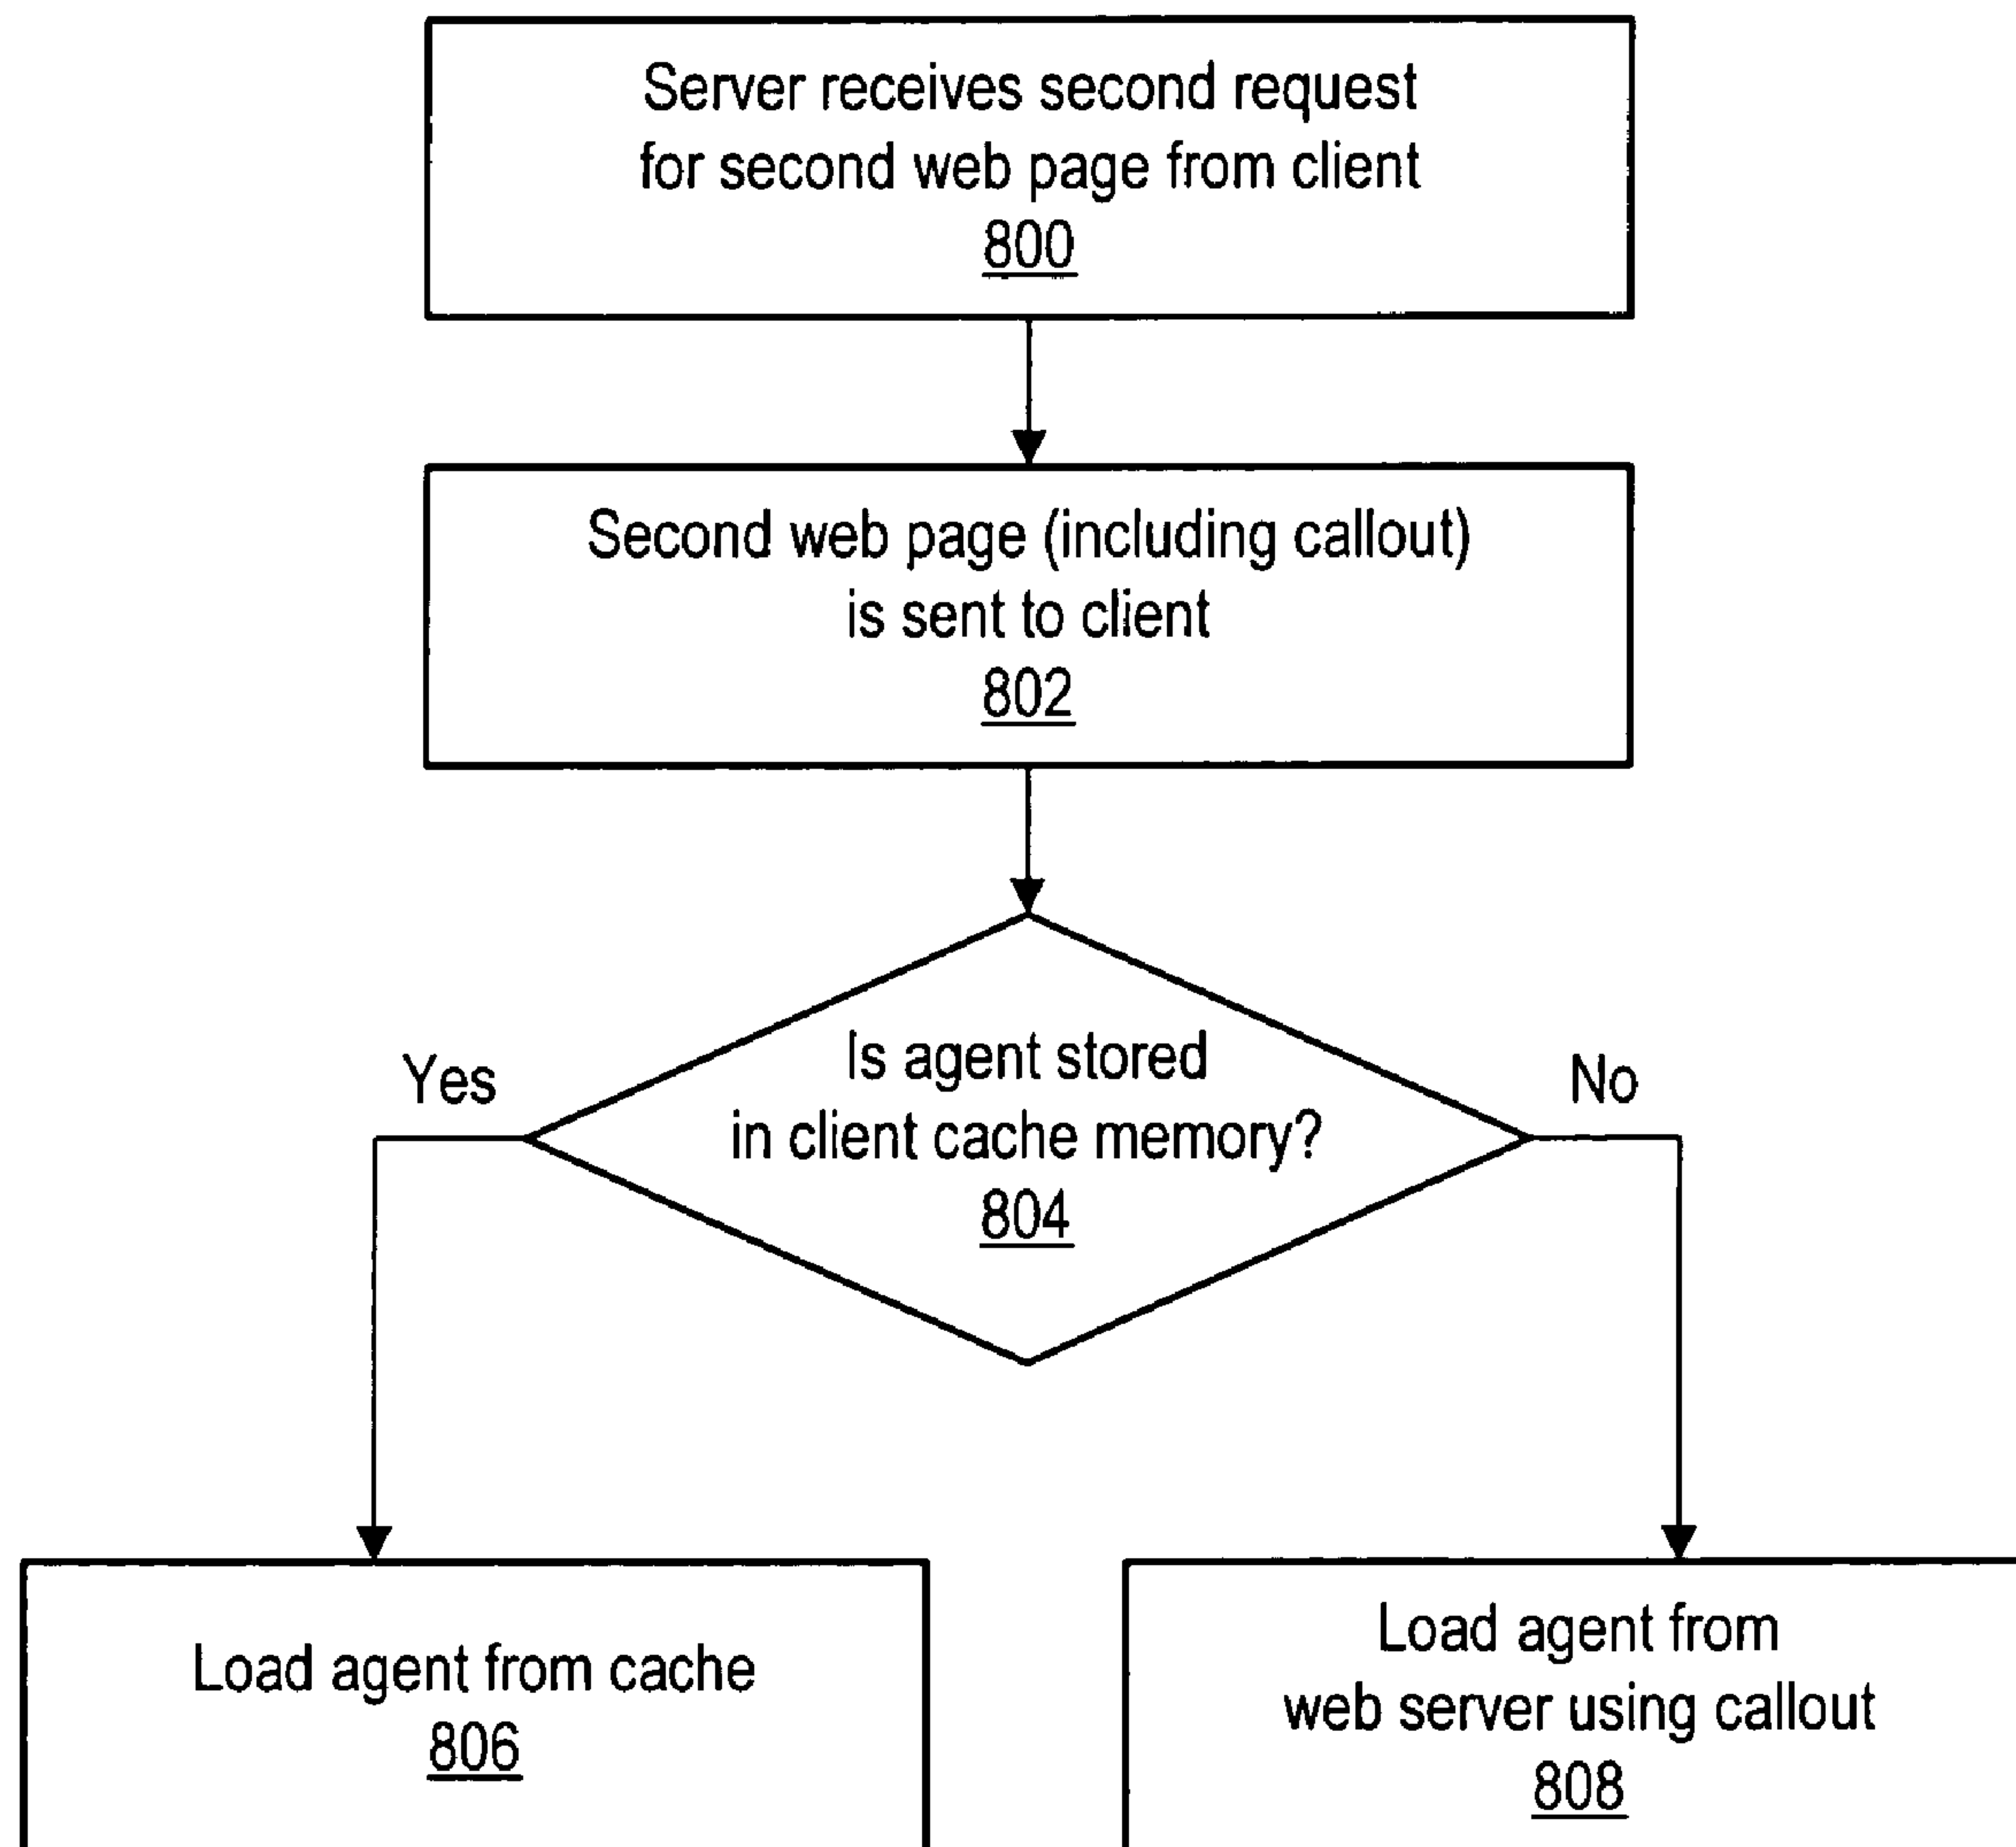 Server receives second request
for second web page from client
800
Second web page (including callout)
is sent to client
802
Is agent stored
in client cache memory?
804
Yes
No
Load agent from cache
806
Load agent from
web server using callout
808